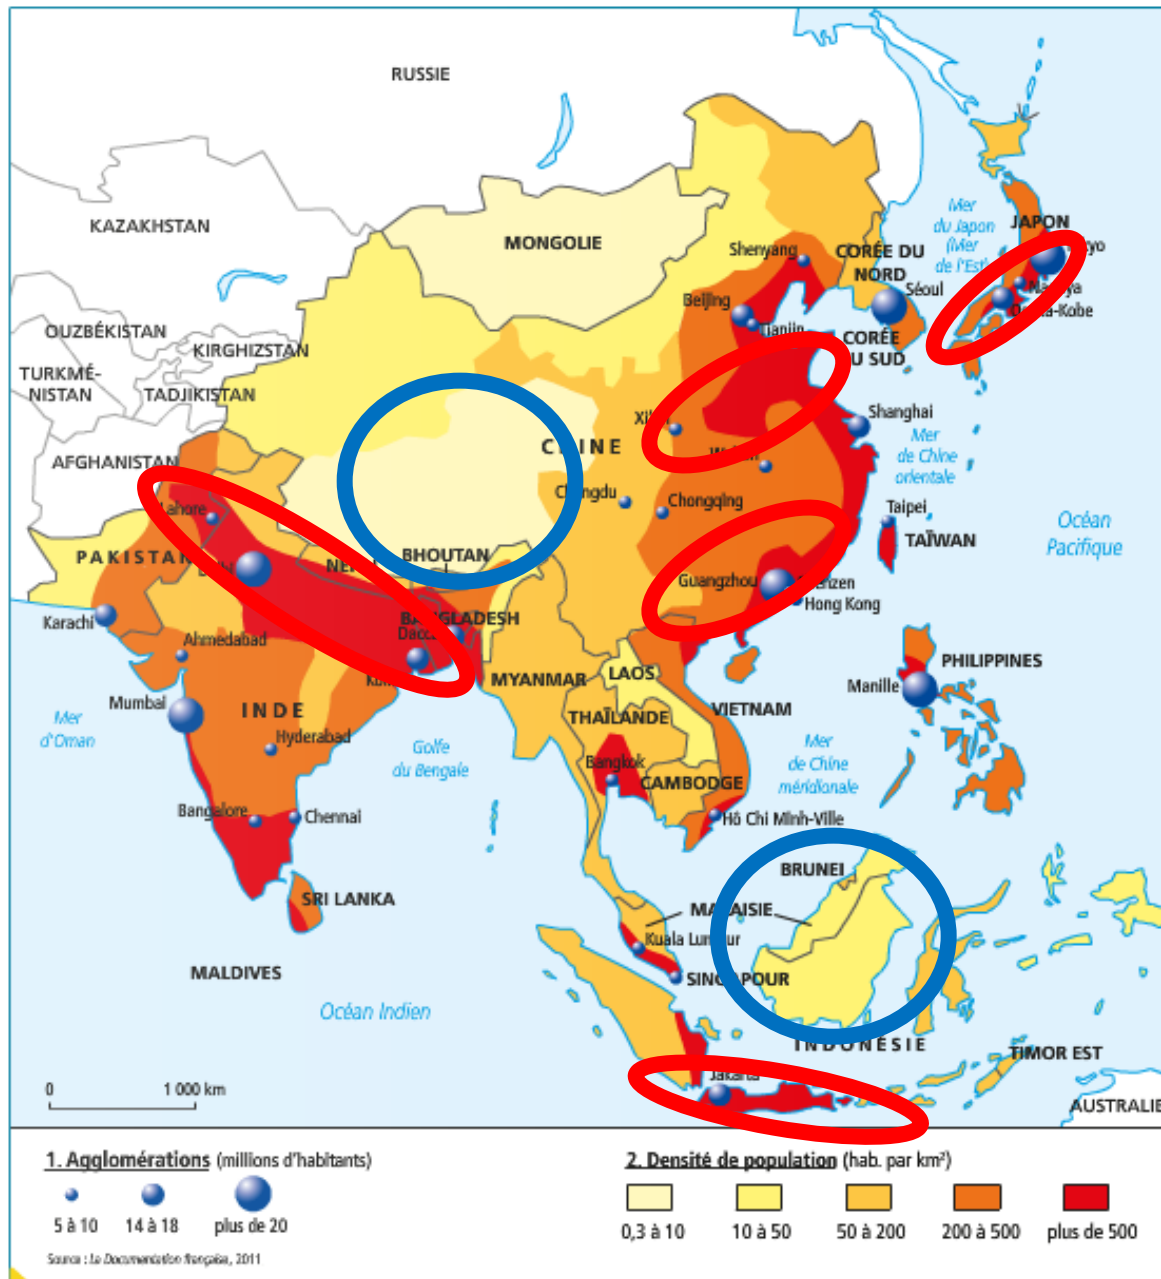 RUSSIE
KAZAKHSTAN
MONGOLIE
Mer
du Japon
(Mer
de l'Est)
JAPON
Shenyang
CORÉE DU
NORD
Séoul
Beijing
Tianjin
CORÉE
SUD
OUZBÉKISTAN
KIRGHIZSTAN
TURKMÉ-
NISTAN
TADJIKISTAN
AFGHANISTAN
CHINE
Shanghai
Mer
de Chine
orientale
Chongqing
Taipei
TAÏWAN
Océan
Pacifique
Lahore
PAKISTAN
BHOUTAN
Guangzhou
Hong Kong
Karachi
BANGLADESH
Ahmedabad
MYANMAR
LAOS
PHILIPPINES
Manille
Mumbai
INDE
Mer
d'Oman
Hyderabad
Golfe
du Bengale
THAÏLANDE
VIETNAM
Mer
de Chine
méridionale
Bangkok
CAMBODGE
Bangalore
Chennai
Hô Chi Minh-Ville
BRUNEI
SRI LANKA
MALAISIE
MALDIVES
SINGAPOUR
Océan Indien
INDONÉSIE
TIMOR EST
Jakarta
AUSTRALIE
0
1 000 km
1. Agglomérations (millions d'habitants)
5 à 10
14 à 18
plus de 20
2. Densité de population (hab. par km²)
0,3 à 10
10 à 50
50 à 200
200 à 500
plus de 500
Source : La Documentation française, 2011